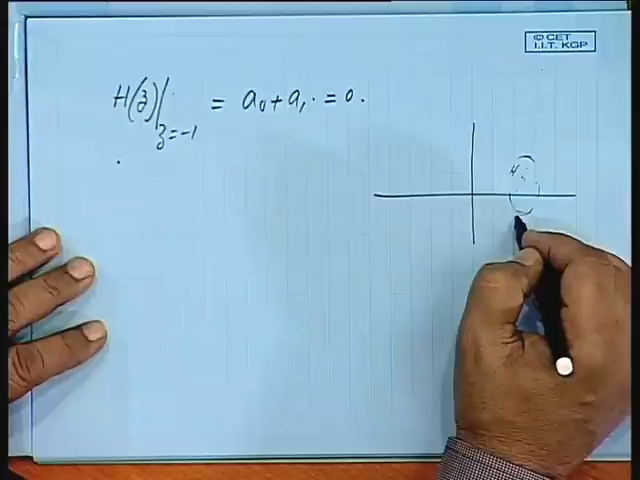 © CET
I.I.T. KGP
H(z)|z=-1 = a0 + a1 . = 0.